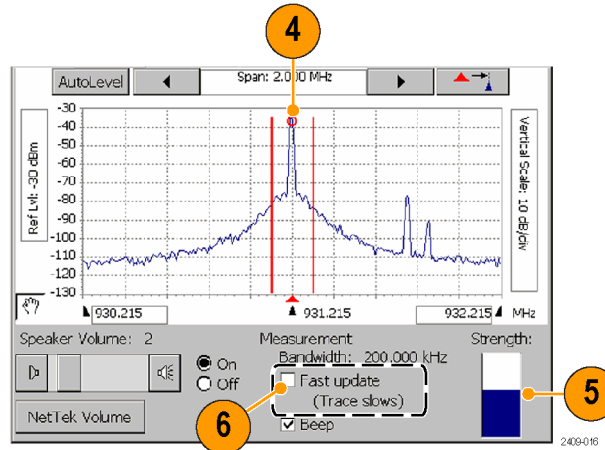 4
AutoLevel
Span: 2.000 MHz
Ref Lvl: -30 dBm
-30
-40
-50
-60
-70
-80
-90
-100
-110
-120
-130
Vertical Scale: 10 dB/div
930.215
931.215
932.215
MHz
Speaker Volume: 2
On
Off
NetTek Volume
Measurement
Bandwidth: 200.000 kHz
Fast update
(Trace slows)
Beep
Strength:
5
6
2409-016